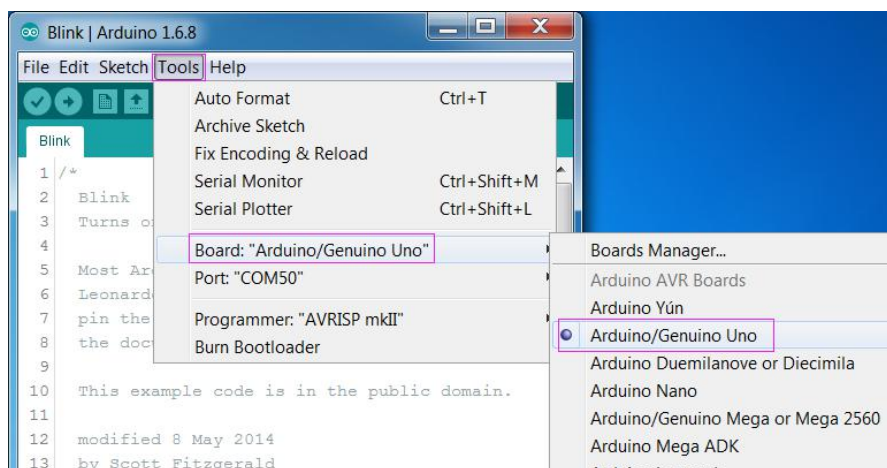 Blink | Arduino 1.6.8
File Edit Sketch Tools Help
Auto Format Ctrl+T
Archive Sketch
Fix Encoding & Reload
Serial Monitor Ctrl+Shift+M
Serial Plotter Ctrl+Shift+L
Board: "Arduino/Genuino Uno"
Port: "COM50"
Programmer: "AVRISP mkII"
Burn Bootloader
Boards Manager...
Arduino AVR Boards
Arduino Yún
Arduino/Genuino Uno
Arduino Duemilanove or Diecimila
Arduino Nano
Arduino/Genuino Mega or Mega 2560
Arduino Mega ADK
Blink
1 /*
2 Blink
3 Turns o
4
5 Most Ar
6 Leonard
7 pin the
8 the doc
9
10 This example code is in the public domain.
11
12 modified 8 May 2014
13 by Scott Fitzgerald